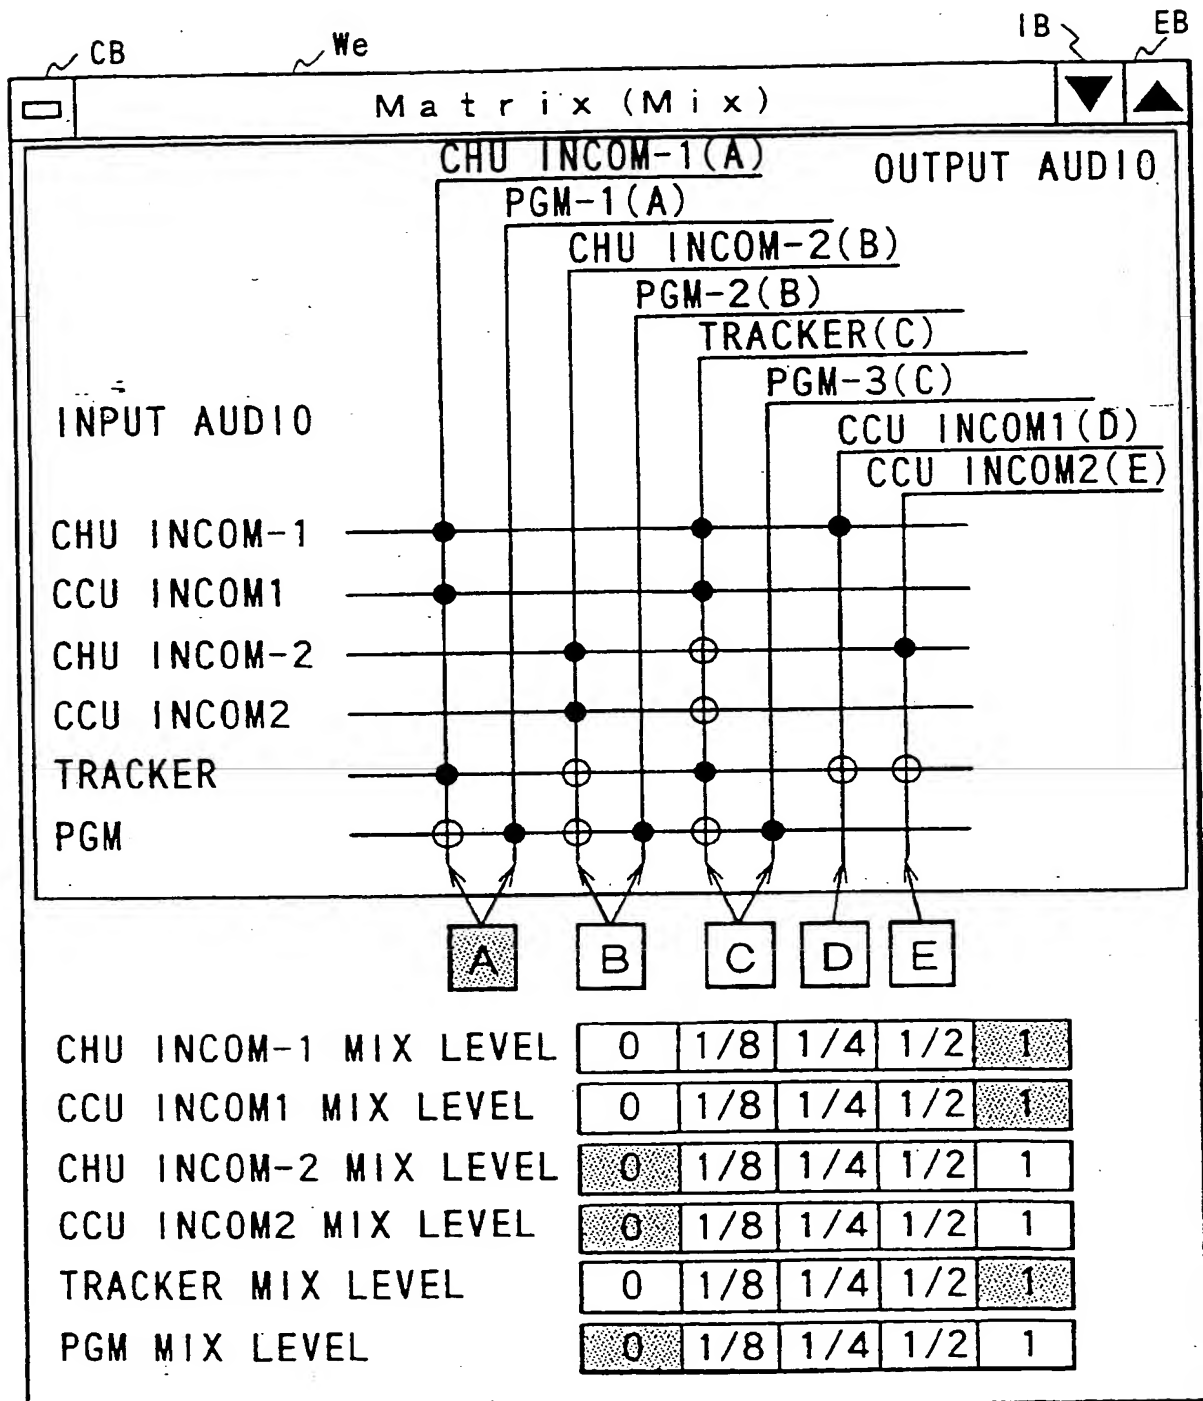 CB We IB EB
Matrix (Mix)
CHU INCOM-1(A)
OUTPUT AUDIO
PGM-1(A)
CHU INCOM-2(B)
PGM-2(B)
TRACKER(C)
PGM-3(C)
INPUT AUDIO
CCU INCOM1(D)
CCU INCOM2(E)
CHU INCOM-1
CCU INCOM1
CHU INCOM-2
CCU INCOM2
TRACKER
PGM
A B C D E
CHU INCOM-1 MIX LEVEL 0 1/8 1/4 1/2 1
CCU INCOM1 MIX LEVEL 0 1/8 1/4 1/2 1
CHU INCOM-2 MIX LEVEL 0 1/8 1/4 1/2 1
CCU INCOM2 MIX LEVEL 0 1/8 1/4 1/2 1
TRACKER MIX LEVEL 0 1/8 1/4 1/2 1
PGM MIX LEVEL 0 1/8 1/4 1/2 1